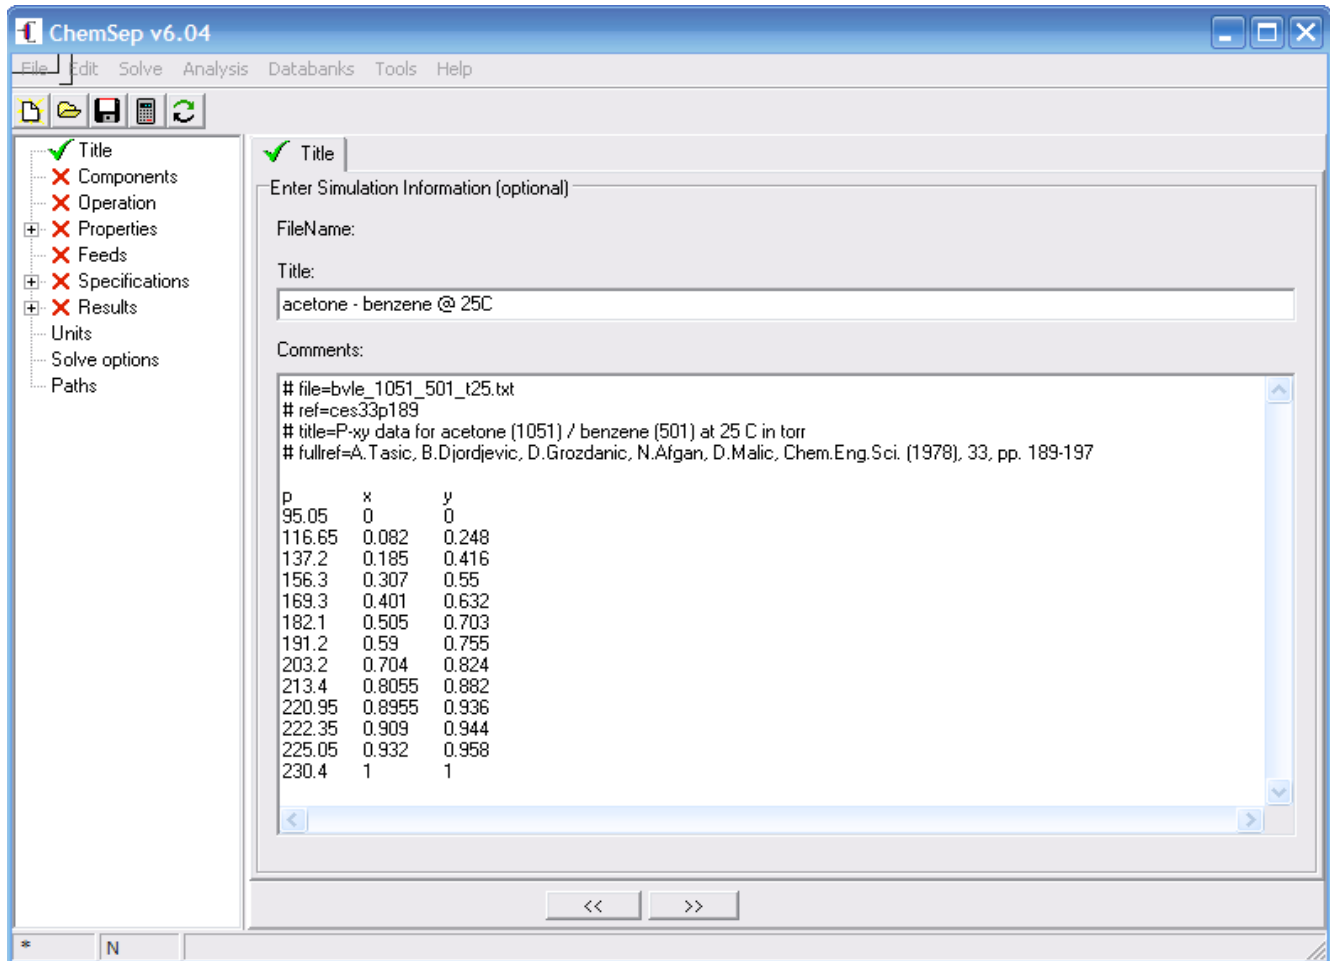 ChemSep v6.04
File Edit Solve Analysis Databanks Tools Help
Title
Components
Operation
Properties
Feeds
Specifications
Results
Units
Solve options
Paths
Title
Enter Simulation Information (optional)
FileName:
Title:
acetone - benzene @ 25C
Comments:
# file=bvle_1051_501_t25.txt
# ref=ces33p189
# title=P-xy data for acetone (1051) / benzene (501) at 25 C in torr
# fullref=A.Tasic, B.Djordjevic, D.Grozdanic, N.Afgan, D.Malic, Chem.Eng.Sci. (1978), 33, pp. 189-197
p x y
95.05 0 0
116.65 0.082 0.248
137.2 0.185 0.416
156.3 0.307 0.55
169.3 0.401 0.632
182.1 0.505 0.703
191.2 0.59 0.755
203.2 0.704 0.824
213.4 0.8055 0.882
220.95 0.8955 0.936
222.35 0.909 0.944
225.05 0.932 0.958
230.4 1 1
<< >>
* N